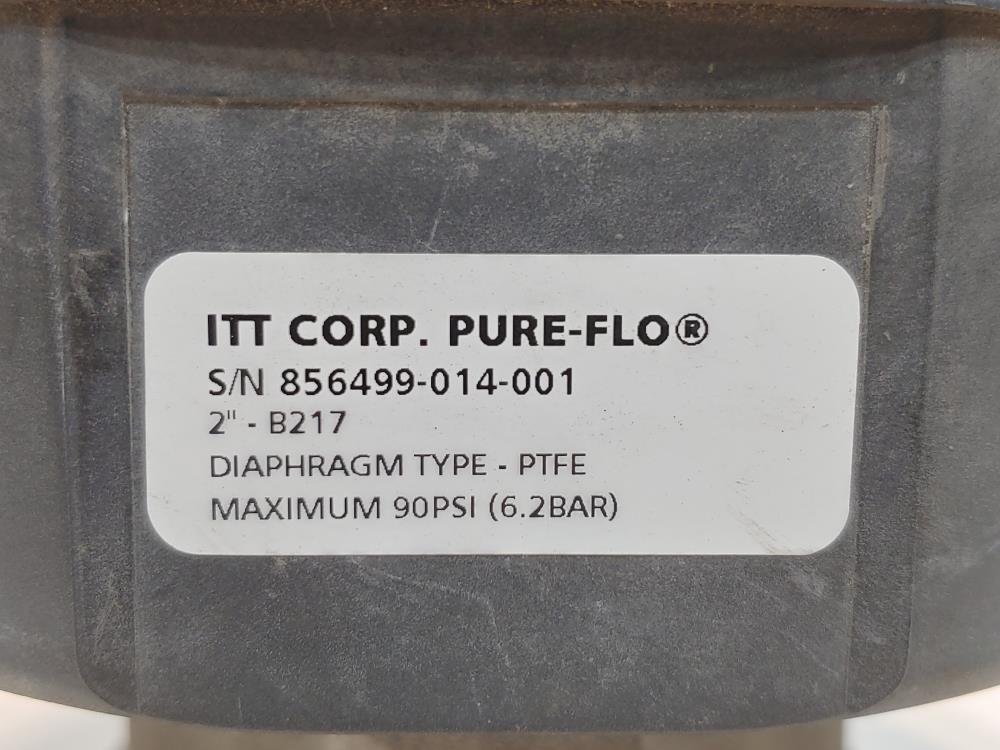 ITT CORP. PURE-FLO®
S/N 856499-014-001
2" - B217
DIAPHRAGM TYPE - PTFE
MAXIMUM 90PSI (6.2BAR)